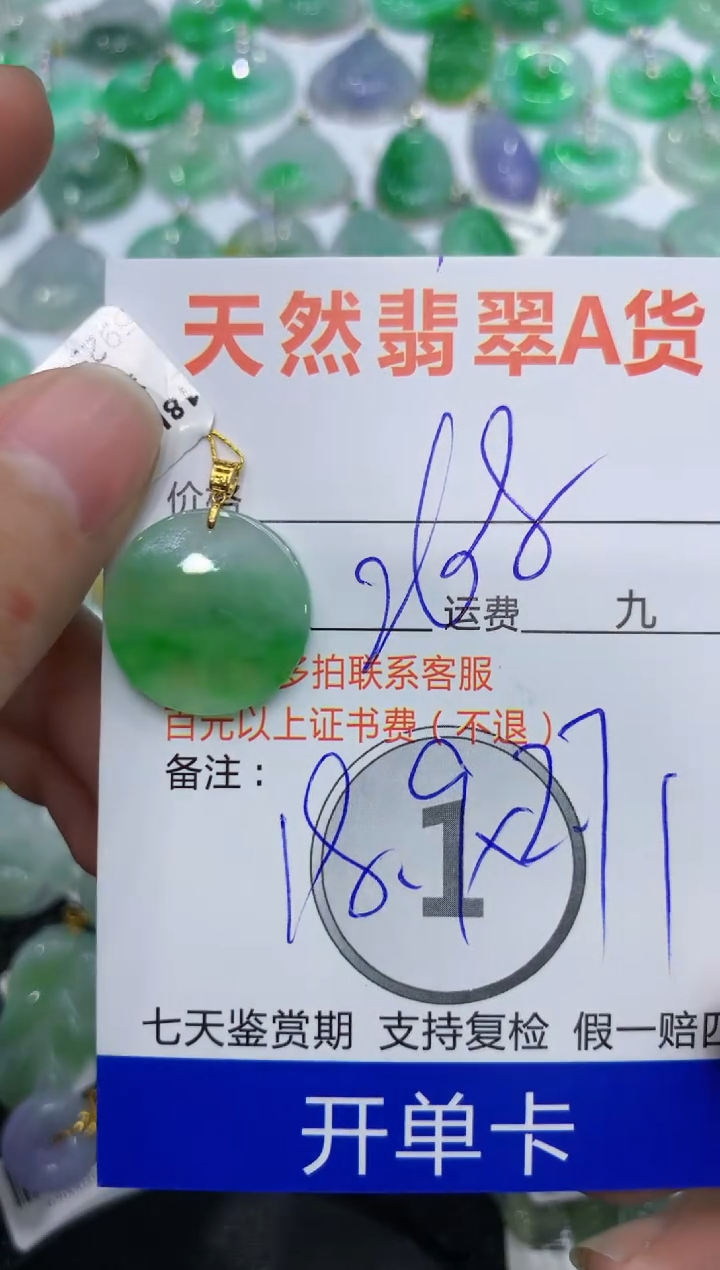 天然翡翠A货
18
价格
268
运费 九
多拍联系客服
百元以上证书费（不退）
备注：
18.9x2.7
1
七天鉴赏期 支持复检 假一赔四
开单卡